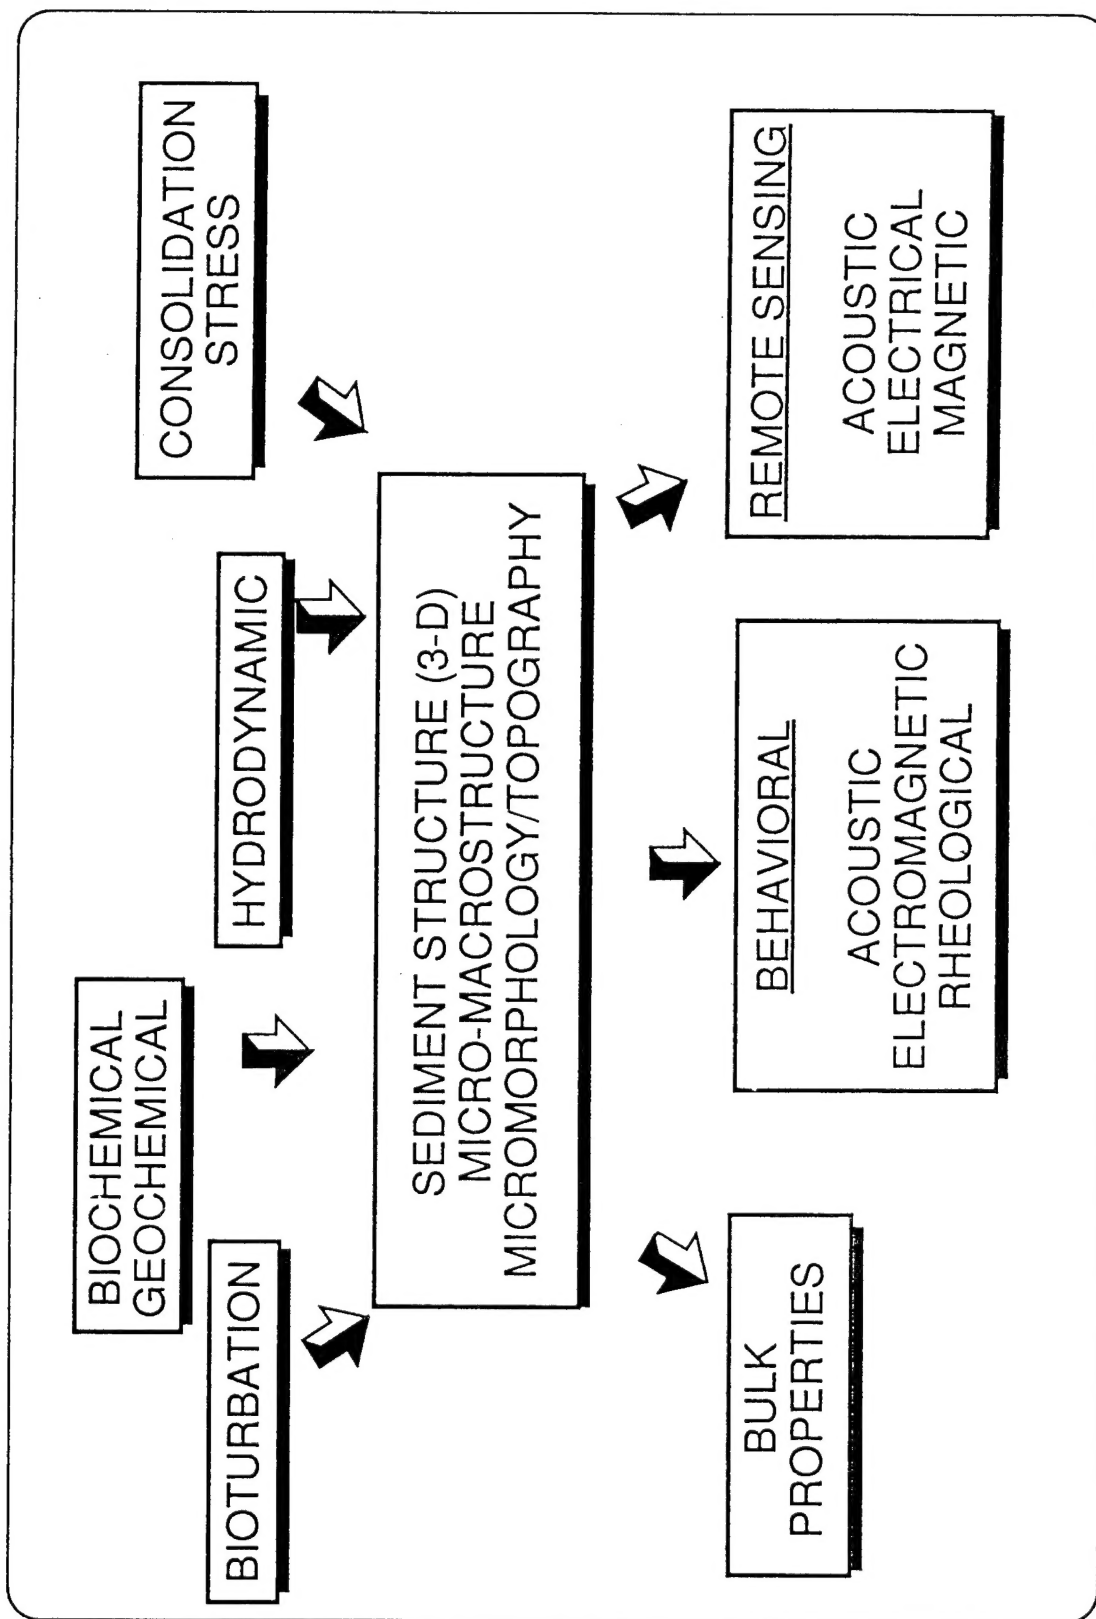 BIOTURBATION
BIOCHEMICAL
GEOCHEMICAL
HYDRODYNAMIC
CONSOLIDATION
STRESS
SEDIMENT STRUCTURE (3-D)
MICRO-MACROSTRUCTURE
MICROMORPHOLOGY/TOPOGRAPHY
BULK
PROPERTIES
BEHAVIORAL
ACOUSTIC
ELECTROMAGNETIC
RHEOLOGICAL
REMOTE SENSING
ACOUSTIC
ELECTRICAL
MAGNETIC